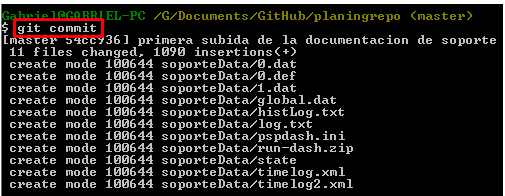 Gabriel@GABRIEL-PC /G/Documents/GitHub/planingrepo (master)
$ git commit
[master 54cc936] primera subida de la documentacion de soporte
 11 files changed, 1090 insertions(+)
 create mode 100644 soporteData/0.dat
 create mode 100644 soporteData/0.def
 create mode 100644 soporteData/1.dat
 create mode 100644 soporteData/global.dat
 create mode 100644 soporteData/histLog.txt
 create mode 100644 soporteData/log.txt
 create mode 100644 soporteData/pspdash.ini
 create mode 100644 soporteData/run-dash.zip
 create mode 100644 soporteData/state
 create mode 100644 soporteData/timelog.xml
 create mode 100644 soporteData/timelog2.xml